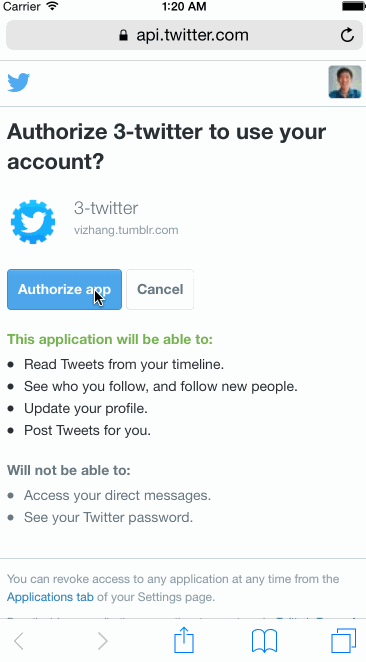 Carrier 1:20 AM
api.twitter.com
Authorize 3-twitter to use your
account?
3-twitter
vizhang.tumblr.com
Authorize app Cancel
This application will be able to:
• Read Tweets from your timeline.
• See who you follow, and follow new people.
• Update your profile.
• Post Tweets for you.
Will not be able to:
• Access your direct messages.
• See your Twitter password.
You can revoke access to any application at any time from the
Applications tab of your Settings page.